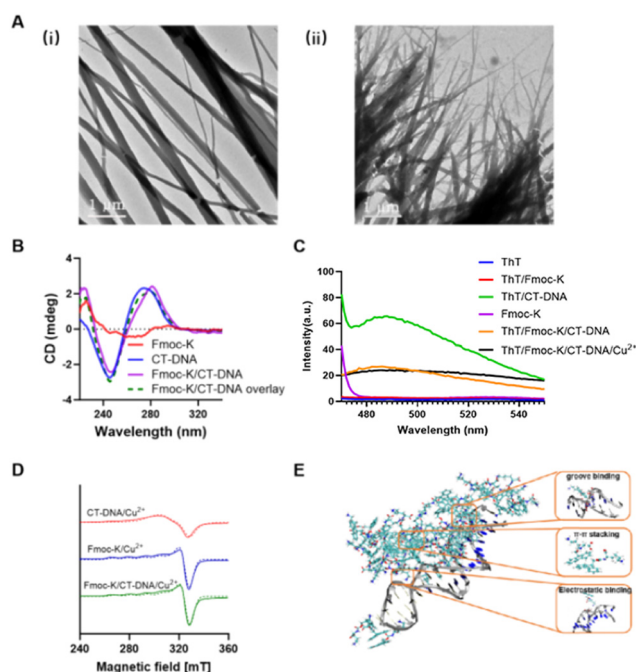 A
(i)
(ii)
1 μm
1 μm
B
CD (mdeg)
4
2
0
-2
-4
240
280
320
Wavelength (nm)
Fmoc-K
CT-DNA
Fmoc-K/CT-DNA
Fmoc-K/CT-DNA overlay
C
Intensity(a.u.)
100
80
60
40
20
0
480
500
520
540
Wavelength (nm)
ThT
ThT/Fmoc-K
ThT/CT-DNA
Fmoc-K
ThT/Fmoc-K/CT-DNA
ThT/Fmoc-K/CT-DNA/Cu²⁺
D
CT-DNA/Cu²⁺
Fmoc-K/Cu²⁺
Fmoc-K/CT-DNA/Cu²⁺
240
260
280
300
320
340
360
Magnetic field [mT]
E
groove binding
π-π stacking
Electrostatic binding